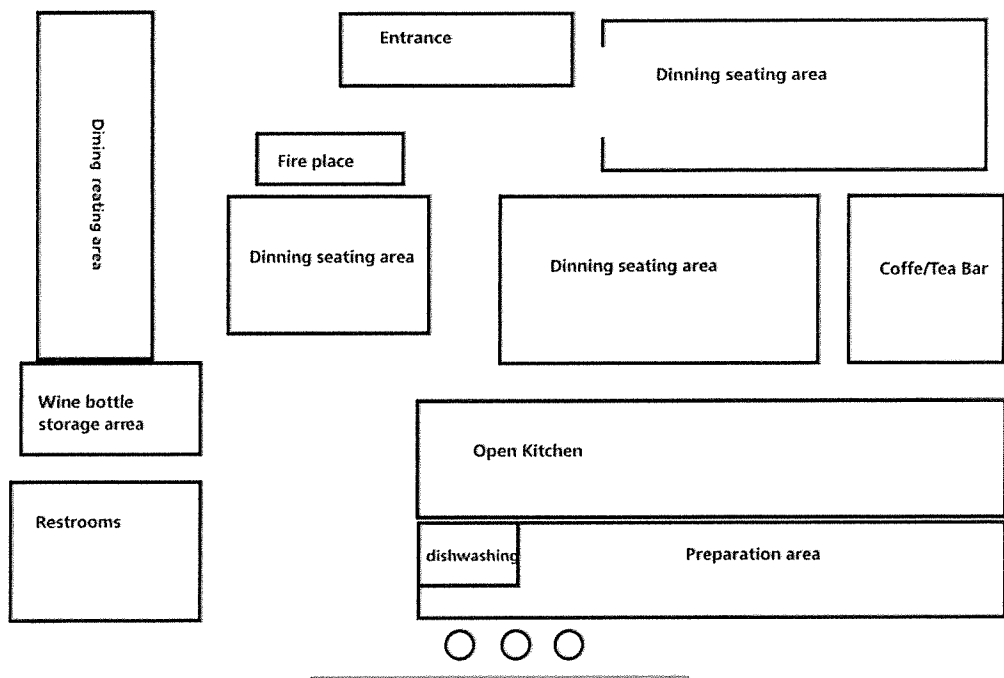 Entrance
Dinning seating area
Dining reating area
Fire place
Dinning seating area
Dinning seating area
Coffe/Tea Bar
Wine bottle
storage area
Open Kitchen
Restrooms
dishwashing
Preparation area